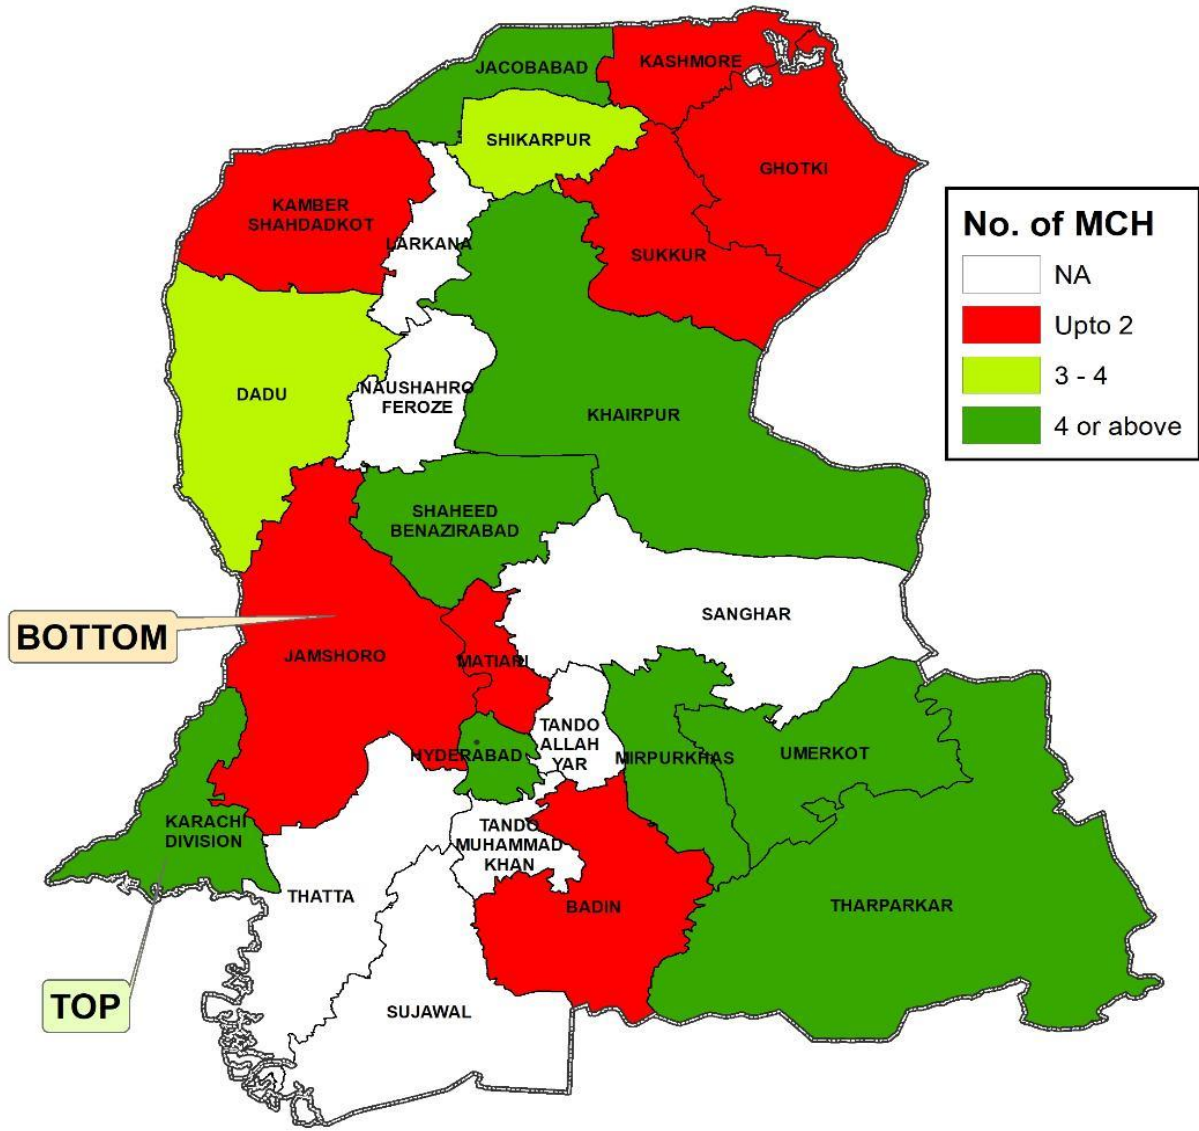 JACOBABAD
KASHMORE
SHIKARPUR
GHOTKI
KAMBER
SHAHDADKOT
LARKANA
SUKKUR
No. of MCH
NA
Upto 2
3 - 4
4 or above
DADU
NAUSHAHRO
FEROZE
KHAIRPUR
SHAHEED
BENAZIRABAD
SANGHAR
BOTTOM
JAMSHORO
MATIARI
TANDO
ALLAH
YAR
HYDERABAD
MIRPURKHAS
UMERKOT
KARACHI
DIVISION
TANDO
MUHAMMAD
KHAN
THATTA
BADIN
THARPARKAR
TOP
SUJAWAL